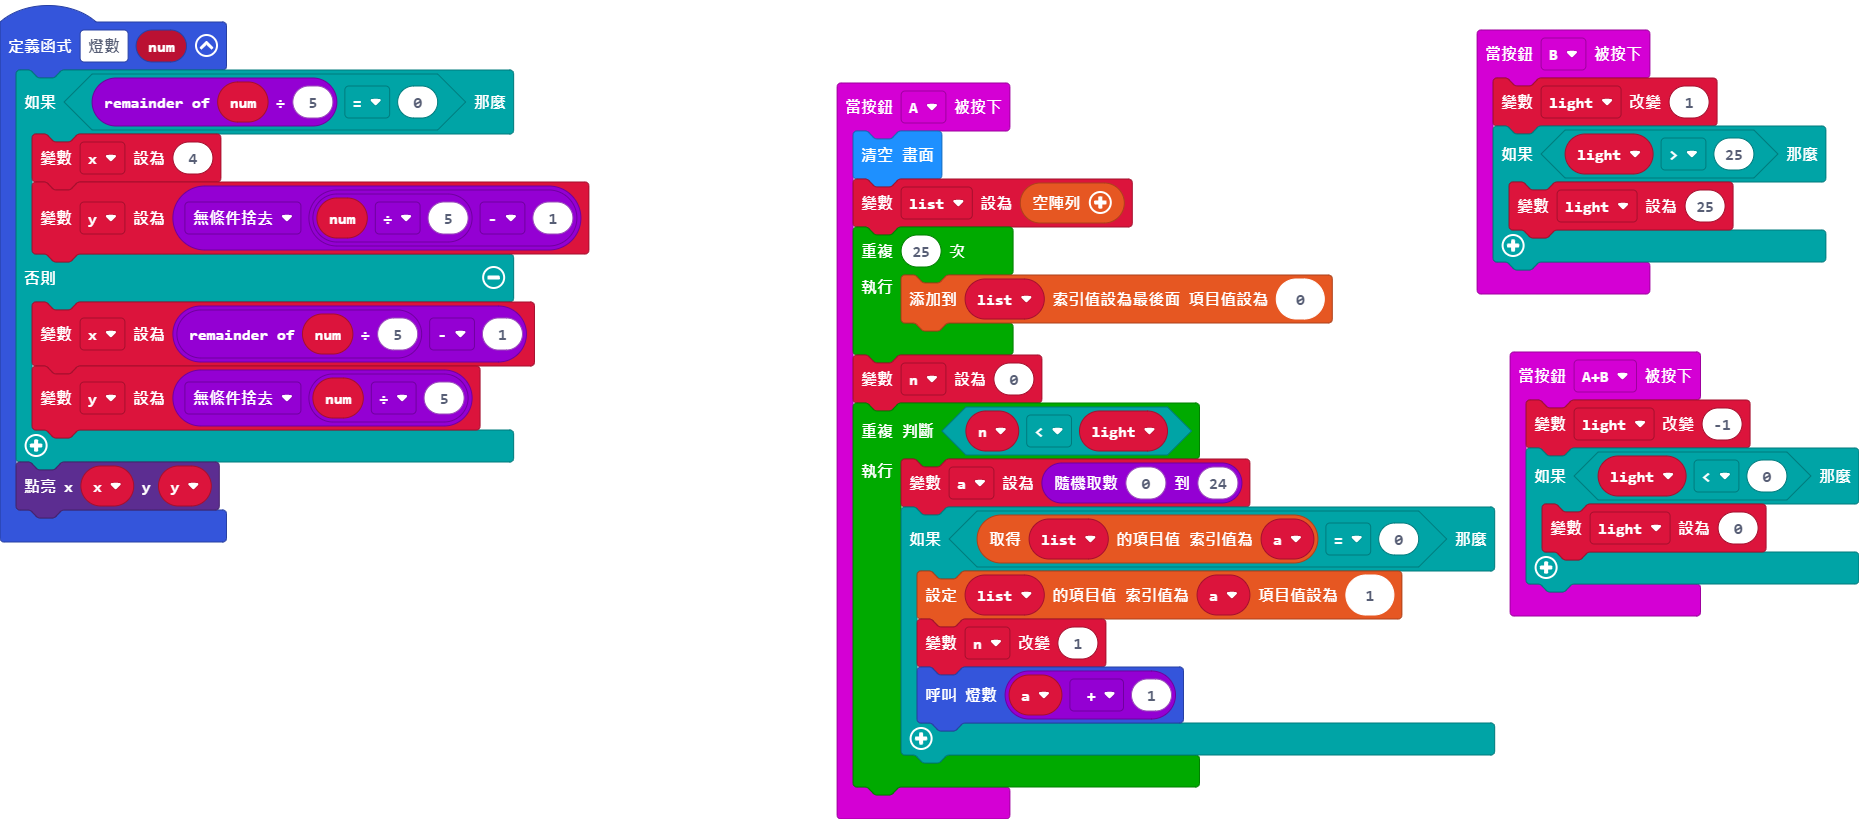 定義函式 燈數 num
如果 remainder of num ÷ 5 = 0 那麼
變數 x 設為 4
變數 y 設為 無條件捨去 num ÷ 5 - 1
否則
變數 x 設為 remainder of num ÷ 5 - 1
變數 y 設為 無條件捨去 num ÷ 5
點亮 x x y y
當按鈕 A 被按下
清空 畫面
變數 list 設為 空陣列
重複 25 次
執行 添加到 list 索引值設為最後面 項目值設為 0
變數 n 設為 0
重複 判斷 n < light
執行 變數 a 設為 隨機取數 0 到 24
如果 取得 list 的項目值 索引值為 a = 0 那麼
設定 list 的項目值 索引值為 a 項目值設為 1
變數 n 改變 1
呼叫 燈數 a + 1
當按鈕 B 被按下
變數 light 改變 1
如果 light > 25 那麼
變數 light 設為 25
當按鈕 A+B 被按下
變數 light 改變 -1
如果 light < 0 那麼
變數 light 設為 0